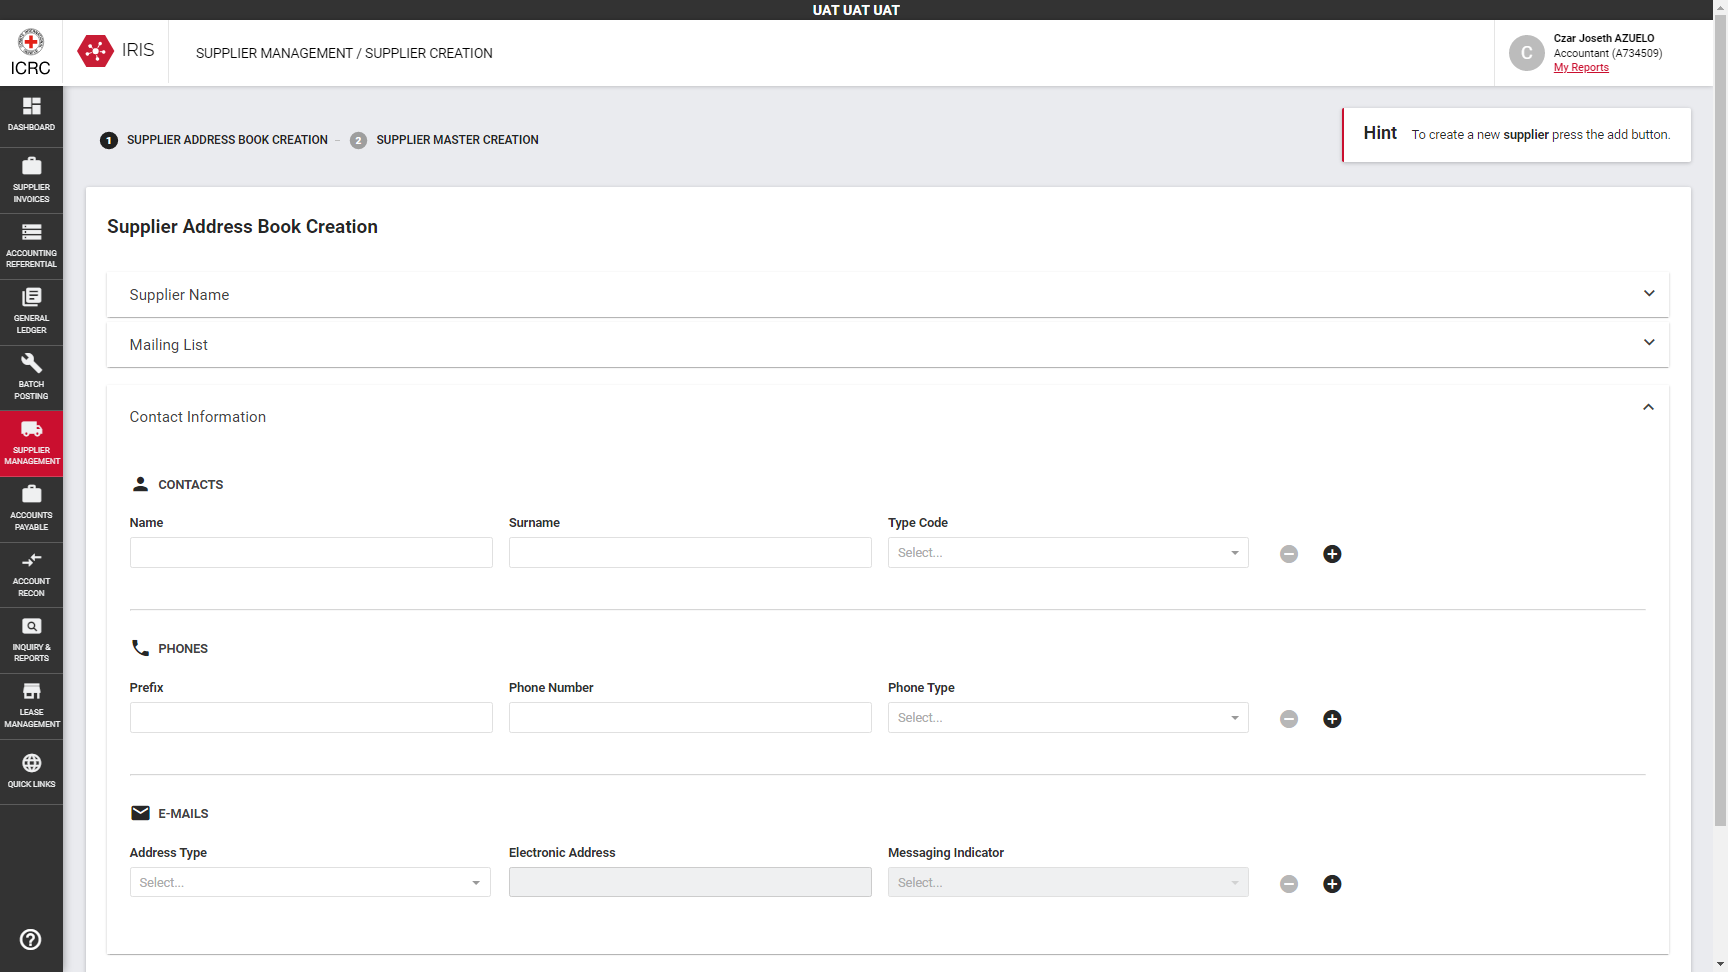 UAT UAT UAT
ICRC
IRIS
SUPPLIER MANAGEMENT / SUPPLIER CREATION
C
Czar Joseth AZUELO
Accountant (A734509)
My Reports
DASHBOARD
SUPPLIER
INVOICES
ACCOUNTING
REFERENTIAL
GENERAL
LEDGER
BATCH
POSTING
SUPPLIER
MANAGEMENT
ACCOUNTS
PAYABLE
ACCOUNT
RECON
INQUIRY &
REPORTS
LEASE
MANAGEMENT
QUICK LINKS
1 SUPPLIER ADDRESS BOOK CREATION – 2 SUPPLIER MASTER CREATION
Hint To create a new supplier press the add button.
Supplier Address Book Creation
Supplier Name
Mailing List
Contact Information
CONTACTS
Name Surname Type Code
Select...
PHONES
Prefix Phone Number Phone Type
Select...
E-MAILS
Address Type Electronic Address Messaging Indicator
Select... Select...